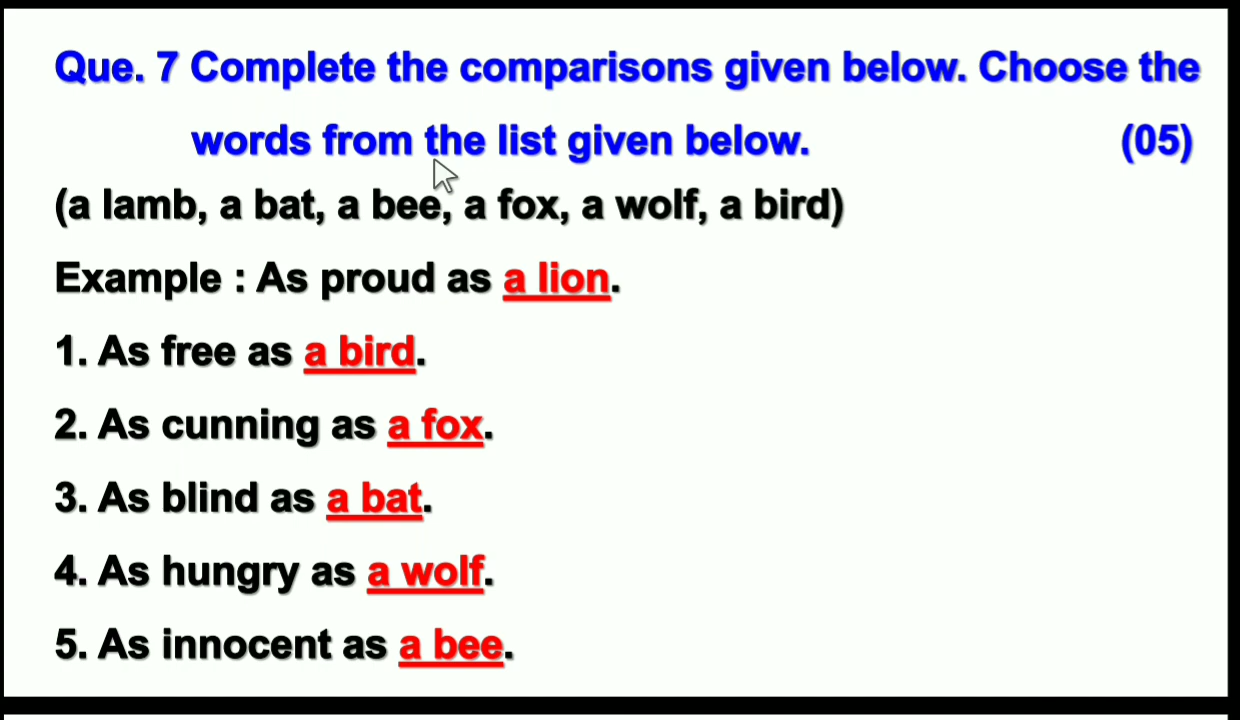 Que. 7 Complete the comparisons given below. Choose the
words from the list given below. (05)
(a lamb, a bat, a bee, a fox, a wolf, a bird)
Example : As proud as a lion.
1. As free as a bird.
2. As cunning as a fox.
3. As blind as a bat.
4. As hungry as a wolf.
5. As innocent as a bee.